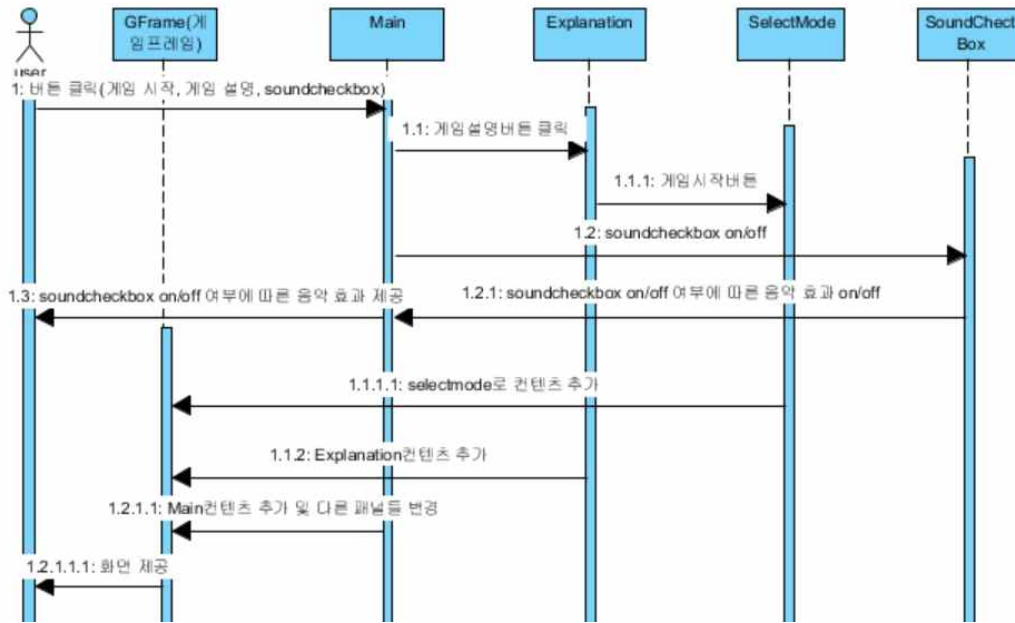 GFrame(게
임프레임)
Main
Explanation
SelectMode
SoundChect
Box
user
1: 버튼 클릭(게임 시작, 게임 설명, soundcheckbox)
1.1: 게임설명버튼 클릭
1.1.1: 게임시작버튼
1.2: soundcheckbox on/off
1.3: soundcheckbox on/off 여부에 따른 음악 효과 제공
1.2.1: soundcheckbox on/off 여부에 따른 음악 효과 on/off
1.1.1.1: selectmode로 컨텐츠 추가
1.1.2: Explanation컨텐츠 추가
1.2.1.1: Main컨텐츠 추가 및 다른 패널들 변경
1.2.1.1.1: 화면 제공